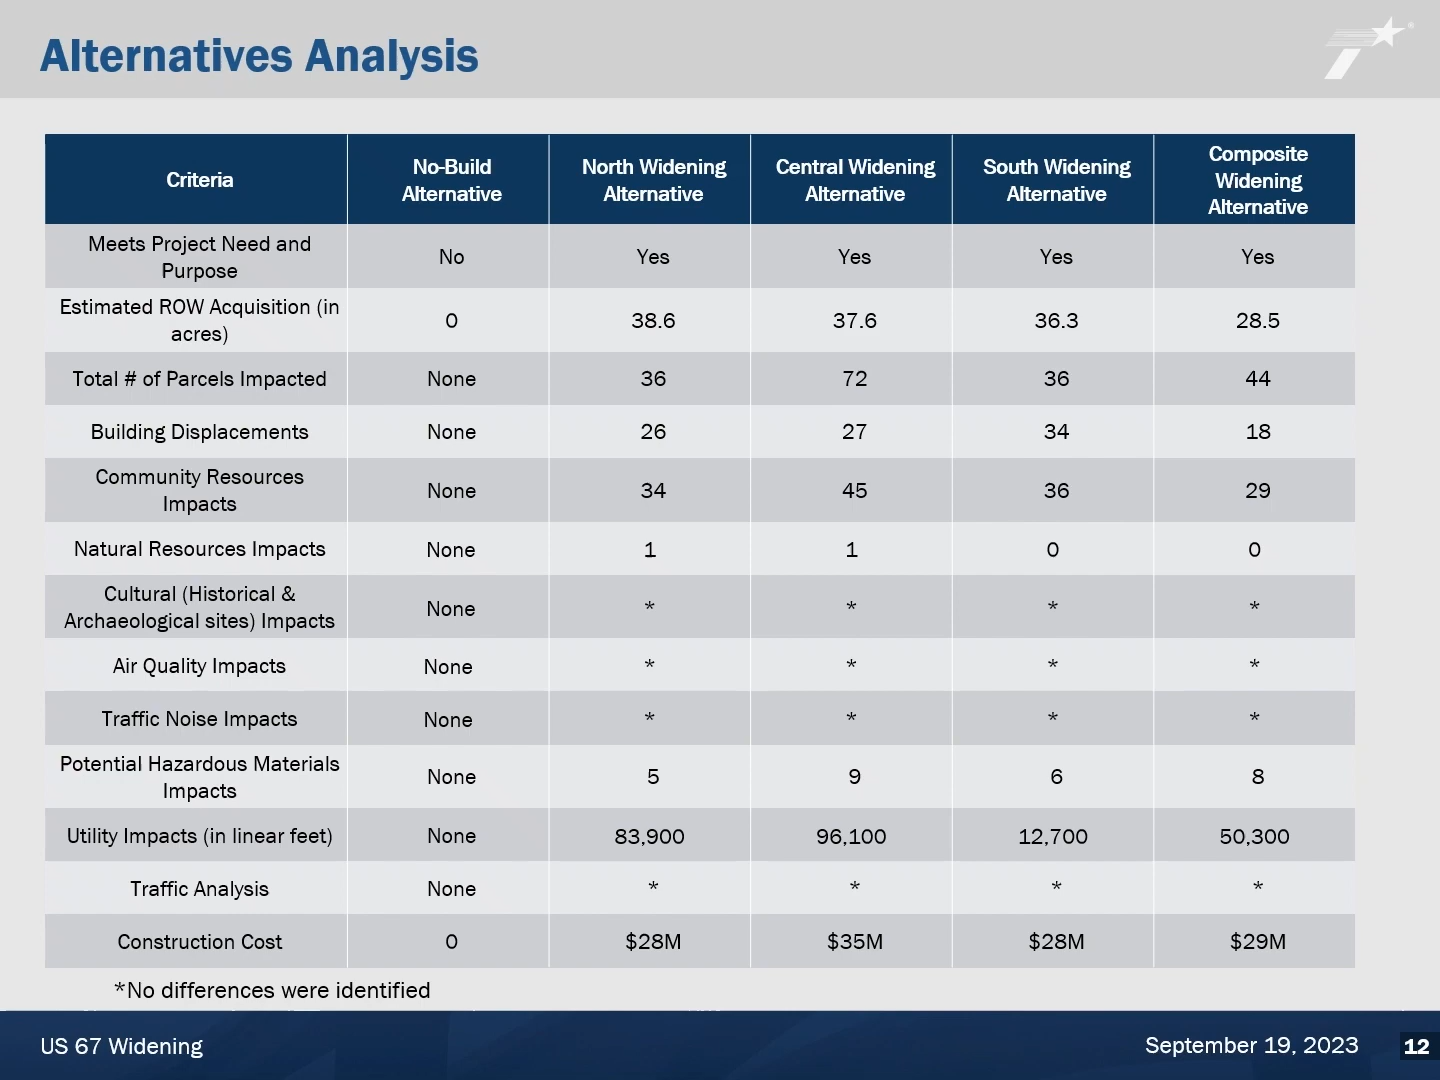 Alternatives Analysis
®
Criteria
No-Build
Alternative
North Widening
Alternative
Central Widening
Alternative
South Widening
Alternative
Composite
Widening
Alternative
Meets Project Need and
Purpose
No
Yes
Yes
Yes
Yes
Estimated ROW Acquisition (in
acres)
0
38.6
37.6
36.3
28.5
Total # of Parcels Impacted
None
36
72
36
44
Building Displacements
None
26
27
34
18
Community Resources
Impacts
None
34
45
36
29
Natural Resources Impacts
None
1
1
0
0
Cultural (Historical &
Archaeological sites) Impacts
None
*
*
*
*
Air Quality Impacts
None
*
*
*
*
Traffic Noise Impacts
None
*
*
*
*
Potential Hazardous Materials
Impacts
None
5
9
6
8
Utility Impacts (in linear feet)
None
83,900
96,100
12,700
50,300
Traffic Analysis
None
*
*
*
*
Construction Cost
0
$28M
$35M
$28M
$29M
*No differences were identified
US 67 Widening
September 19, 2023
12